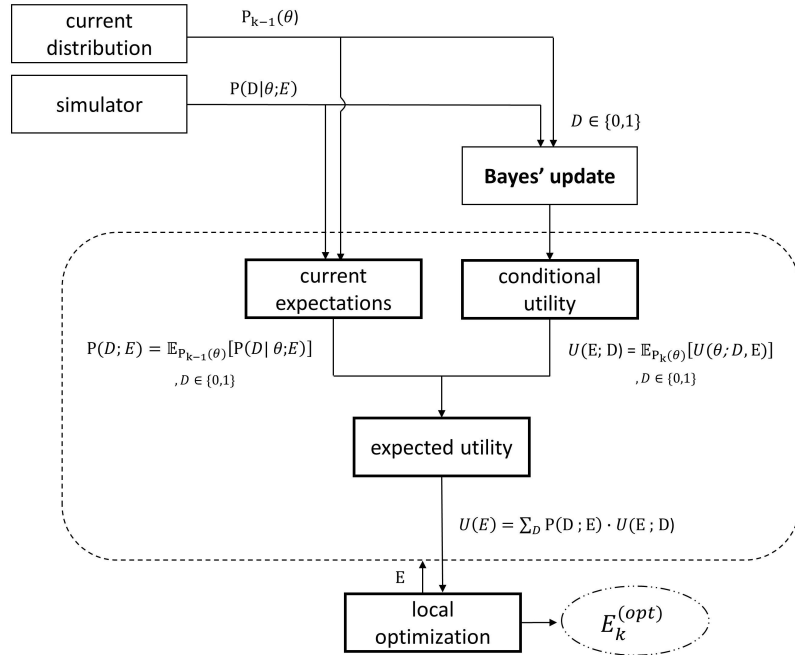 current
distribution
P_{k−1}(θ)
simulator
P(D|θ;E)
D ∈ {0,1}
Bayes’ update
current
expectations
conditional
utility
P(D; E) = 𝔼_{P_{k−1}(θ)}[P(D| θ;E)]
, D ∈ {0,1}
U(E; D) = 𝔼_{P_k(θ)}[U(θ; D, E)]
, D ∈ {0,1}
expected utility
U(E) = ∑_D P(D ; E) · U(E ; D)
E
local
optimization
E_k^{(opt)}